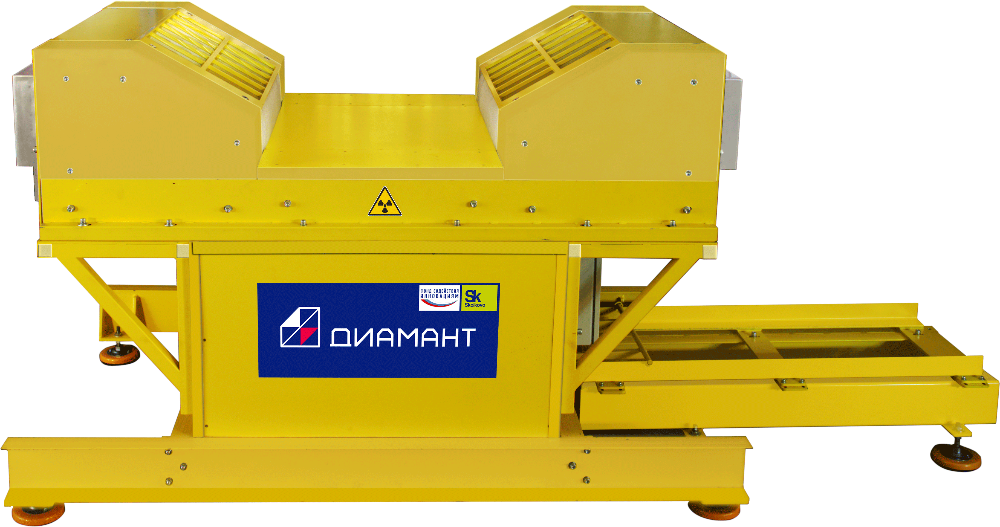 ФОНД СОДЕЙСТВИЯ
ИННОВАЦИЯМ
Sk
Skolkovo
ДИАМАНТ